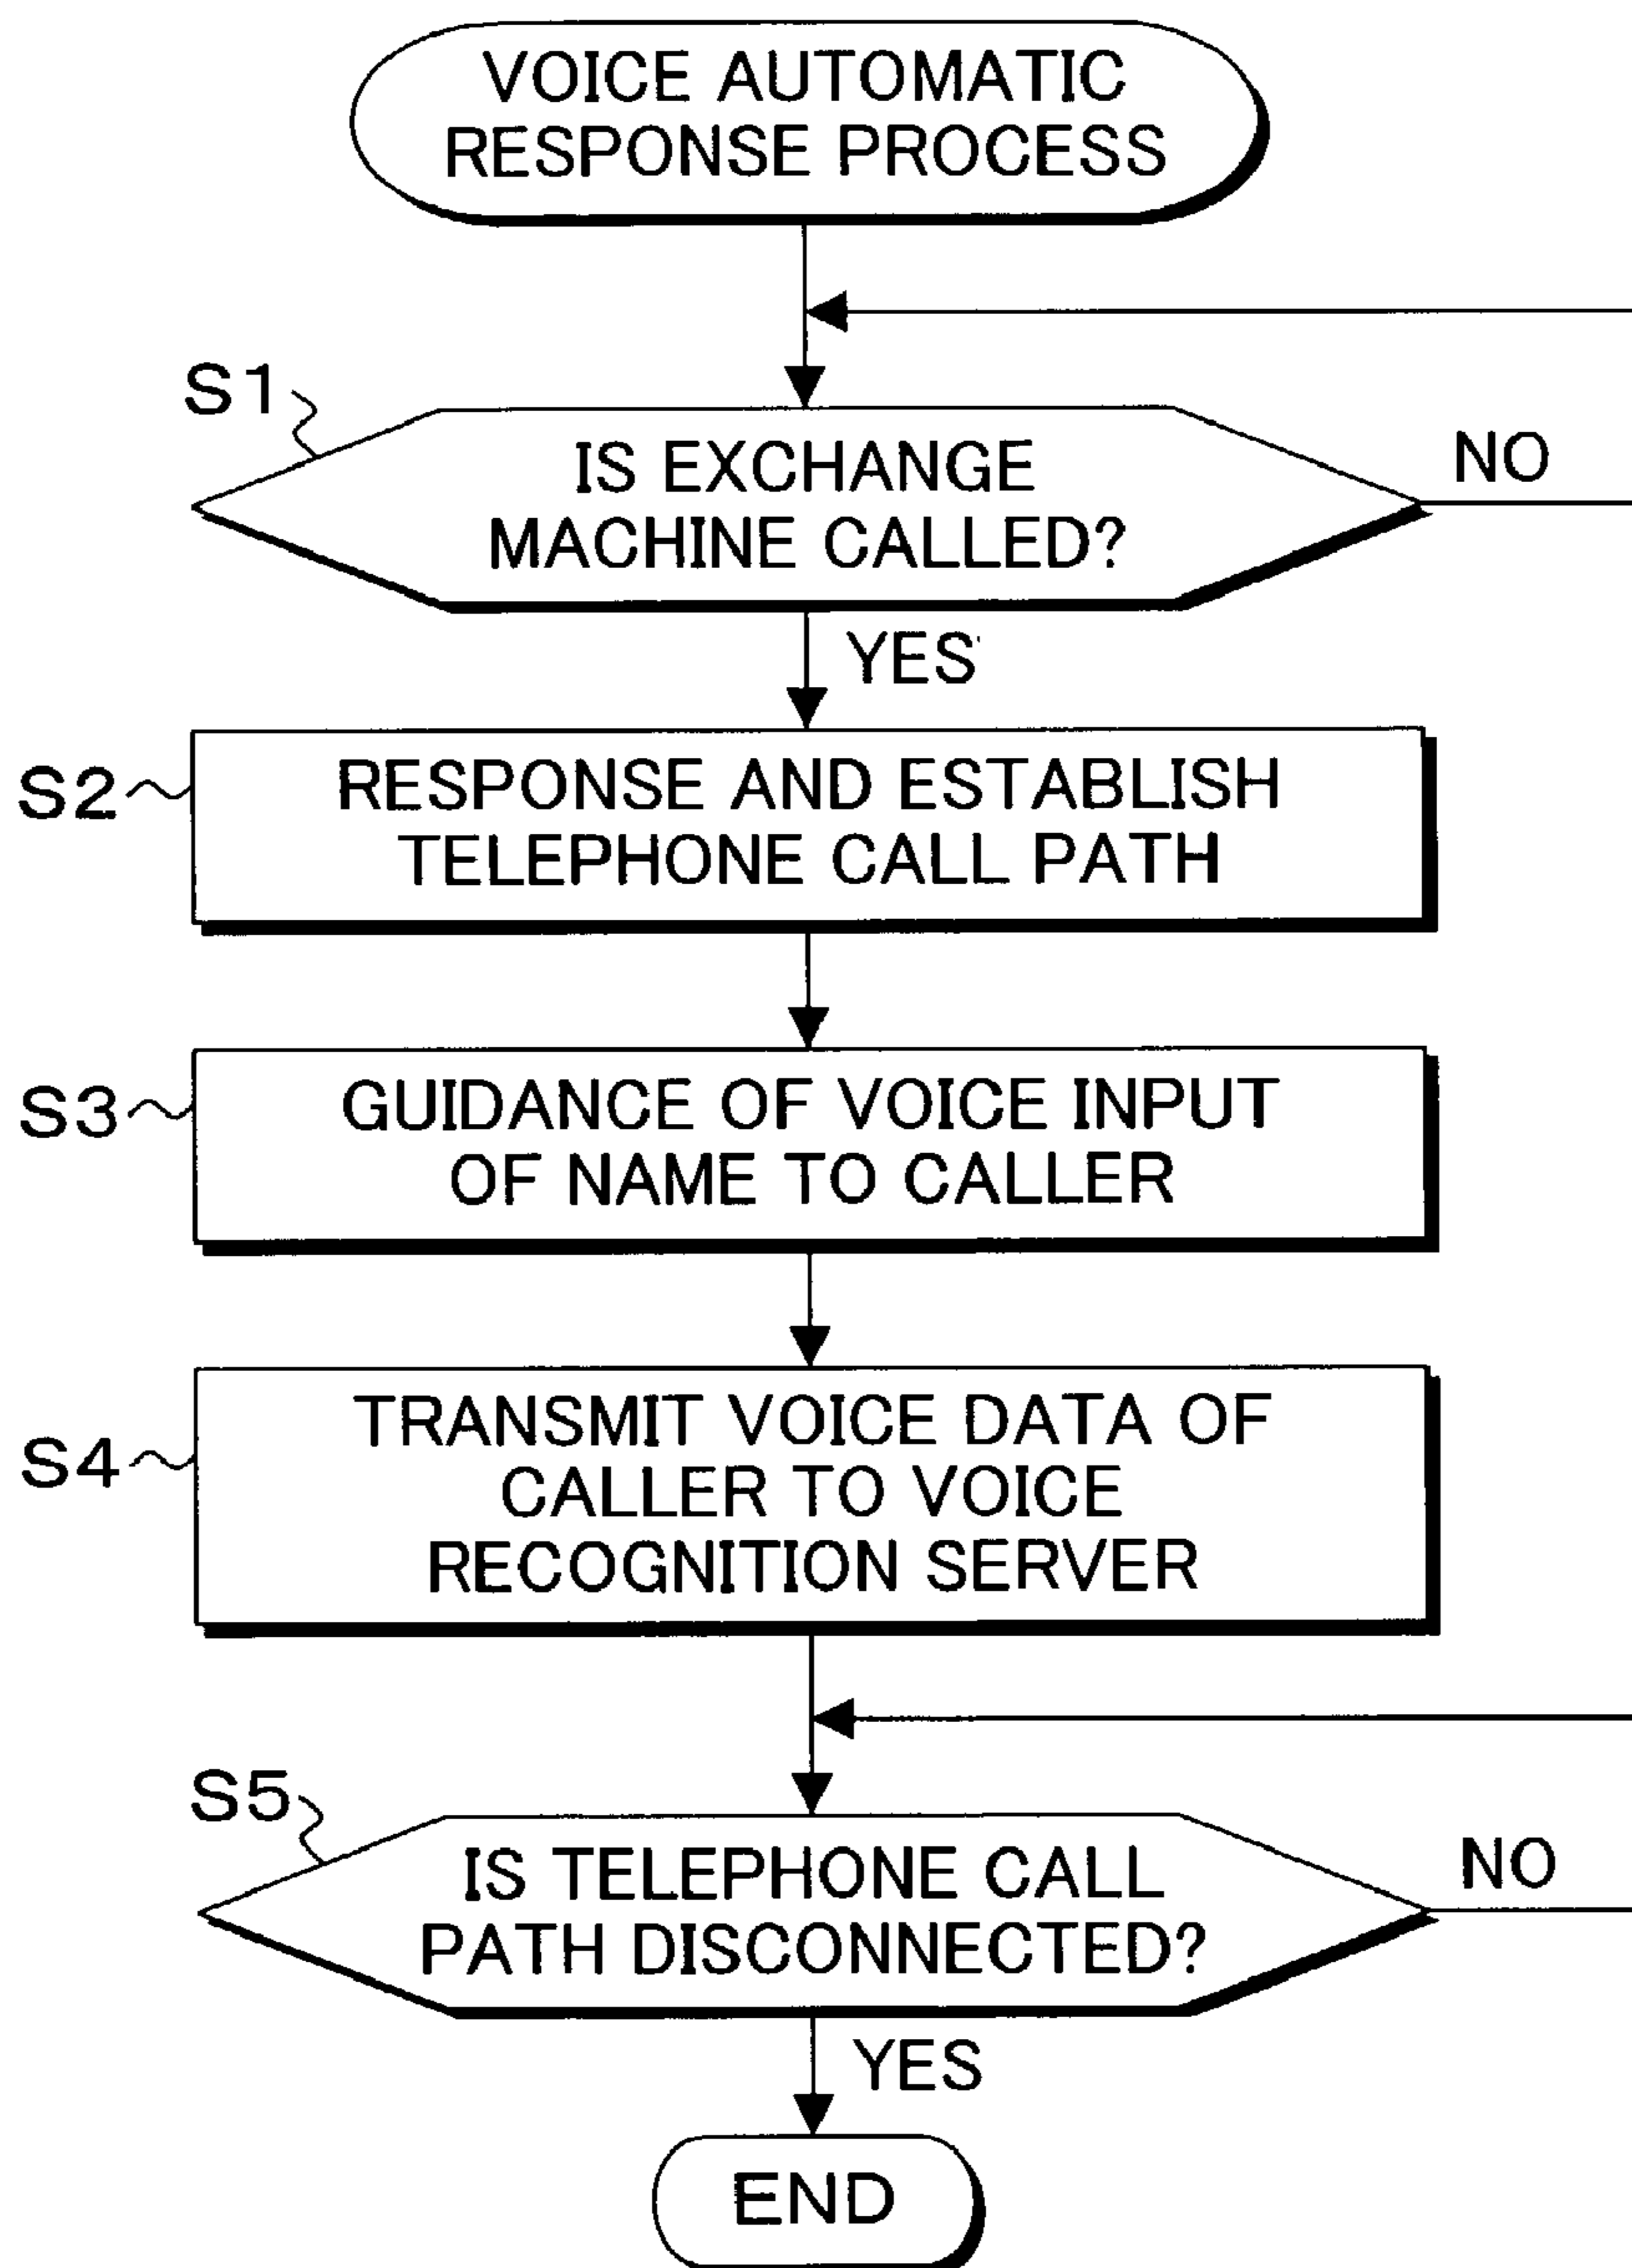 VOICE AUTOMATIC
RESPONSE PROCESS
S1
IS EXCHANGE
MACHINE CALLED?
NO
YES
S2
RESPONSE AND ESTABLISH
TELEPHONE CALL PATH
S3
GUIDANCE OF VOICE INPUT
OF NAME TO CALLER
S4
TRANSMIT VOICE DATA OF
CALLER TO VOICE
RECOGNITION SERVER
S5
IS TELEPHONE CALL
PATH DISCONNECTED?
NO
YES
END